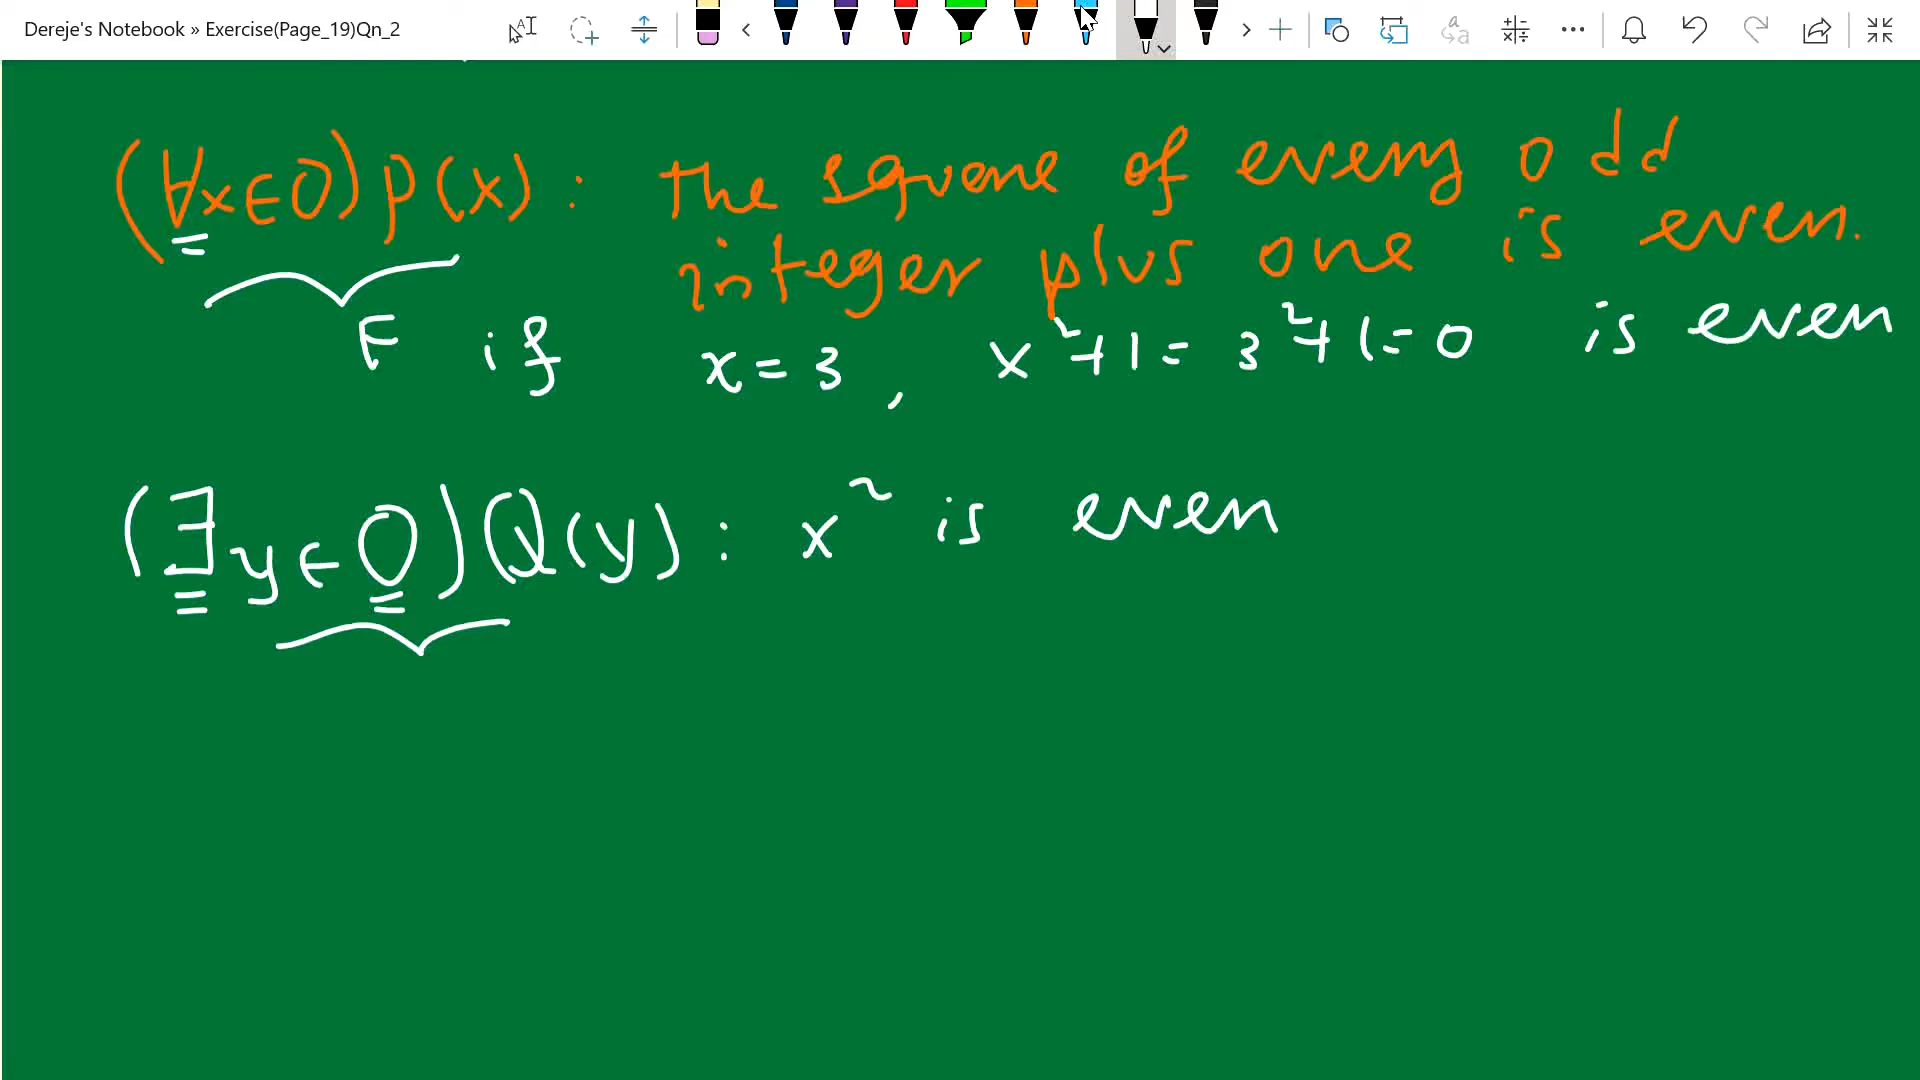 Dereje's Notebook » Exercise(Page_19)Qn_2
(∀x∈O) P(x) : the square of every odd
integer plus one is even.
F if x = 3 , x²+1 = 3²+1 = 0 is even
(∃y∈O) Q(y) : x² is even